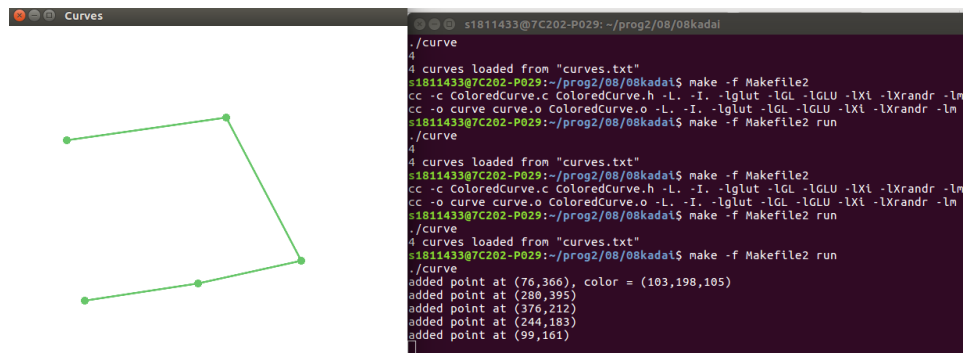 Curves
s1811433@7C202-P029: ~/prog2/08/08kadai
./curve
4
4 curves loaded from "curves.txt"
s1811433@7C202-P029:~/prog2/08/08kadai$ make -f Makefile2
cc -c ColoredCurve.c ColoredCurve.h -L. -I. -lglut -lGL -lGLU -lXi -lXrandr -lm
cc -o curve curve.o ColoredCurve.o -L. -I. -lglut -lGL -lGLU -lXi -lXrandr -lm
s1811433@7C202-P029:~/prog2/08/08kadai$ make -f Makefile2 run
./curve
4
4 curves loaded from "curves.txt"
s1811433@7C202-P029:~/prog2/08/08kadai$ make -f Makefile2
cc -c ColoredCurve.c ColoredCurve.h -L. -I. -lglut -lGL -lGLU -lXi -lXrandr -lm
cc -o curve curve.o ColoredCurve.o -L. -I. -lglut -lGL -lGLU -lXi -lXrandr -lm
s1811433@7C202-P029:~/prog2/08/08kadai$ make -f Makefile2 run
./curve
4 curves loaded from "curves.txt"
s1811433@7C202-P029:~/prog2/08/08kadai$ make -f Makefile2 run
./curve
added point at (76,366), color = (103,198,105)
added point at (280,395)
added point at (376,212)
added point at (244,183)
added point at (99,161)